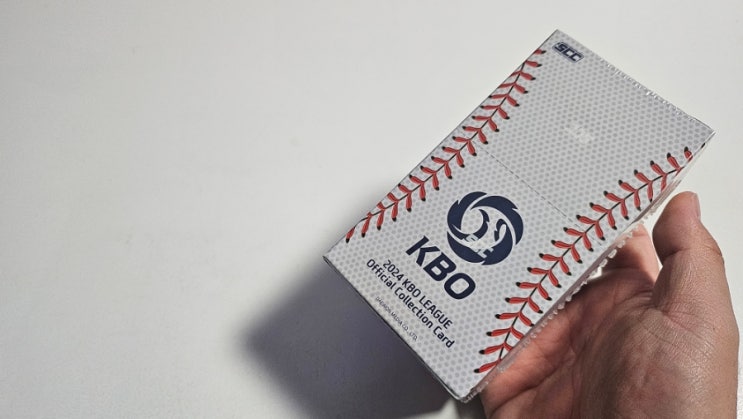 SCC
KBO
2024 KBO LEAGUE
Official Collection Card